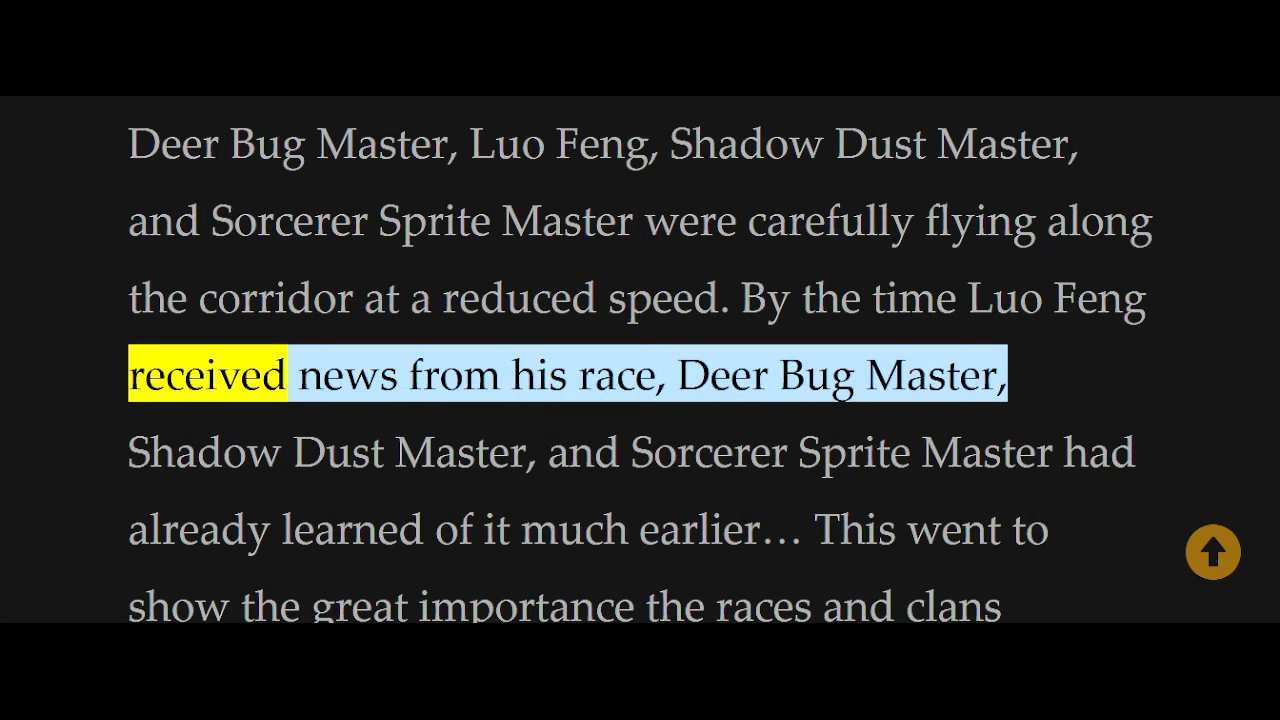 Deer Bug Master, Luo Feng, Shadow Dust Master,
and Sorcerer Sprite Master were carefully flying along
the corridor at a reduced speed. By the time Luo Feng
received news from his race, Deer Bug Master,
Shadow Dust Master, and Sorcerer Sprite Master had
already learned of it much earlier… This went to
show the great importance the races and clans